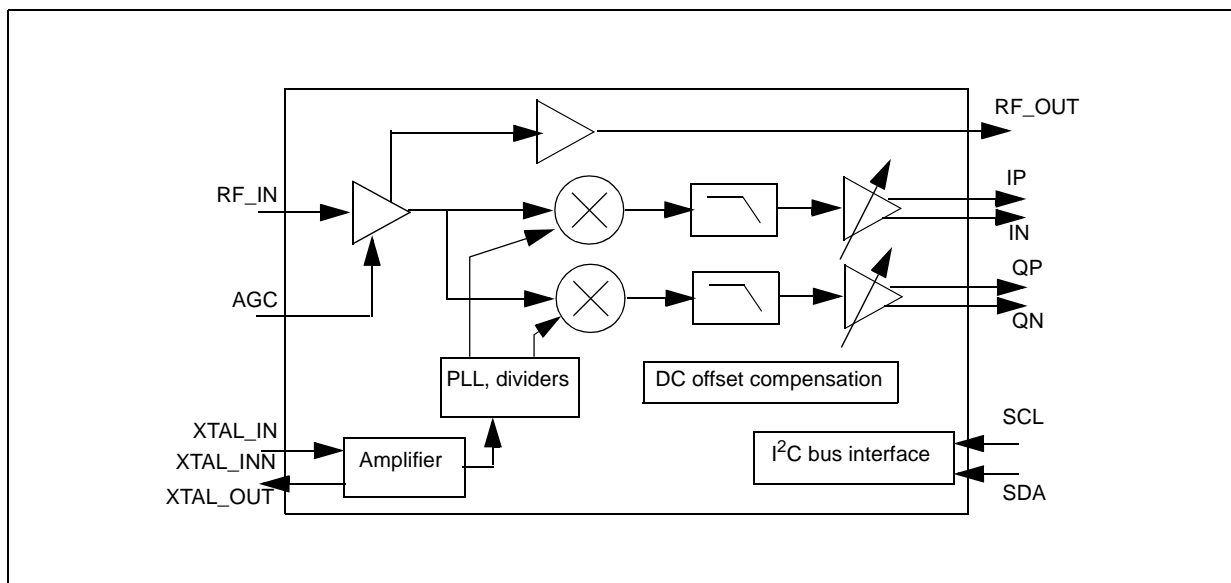 RF_OUT
RF_IN
IP
IN
AGC
QP
QN
PLL, dividers
DC offset compensation
XTAL_IN
XTAL_INN
XTAL_OUT
Amplifier
I²C bus interface
SCL
SDA